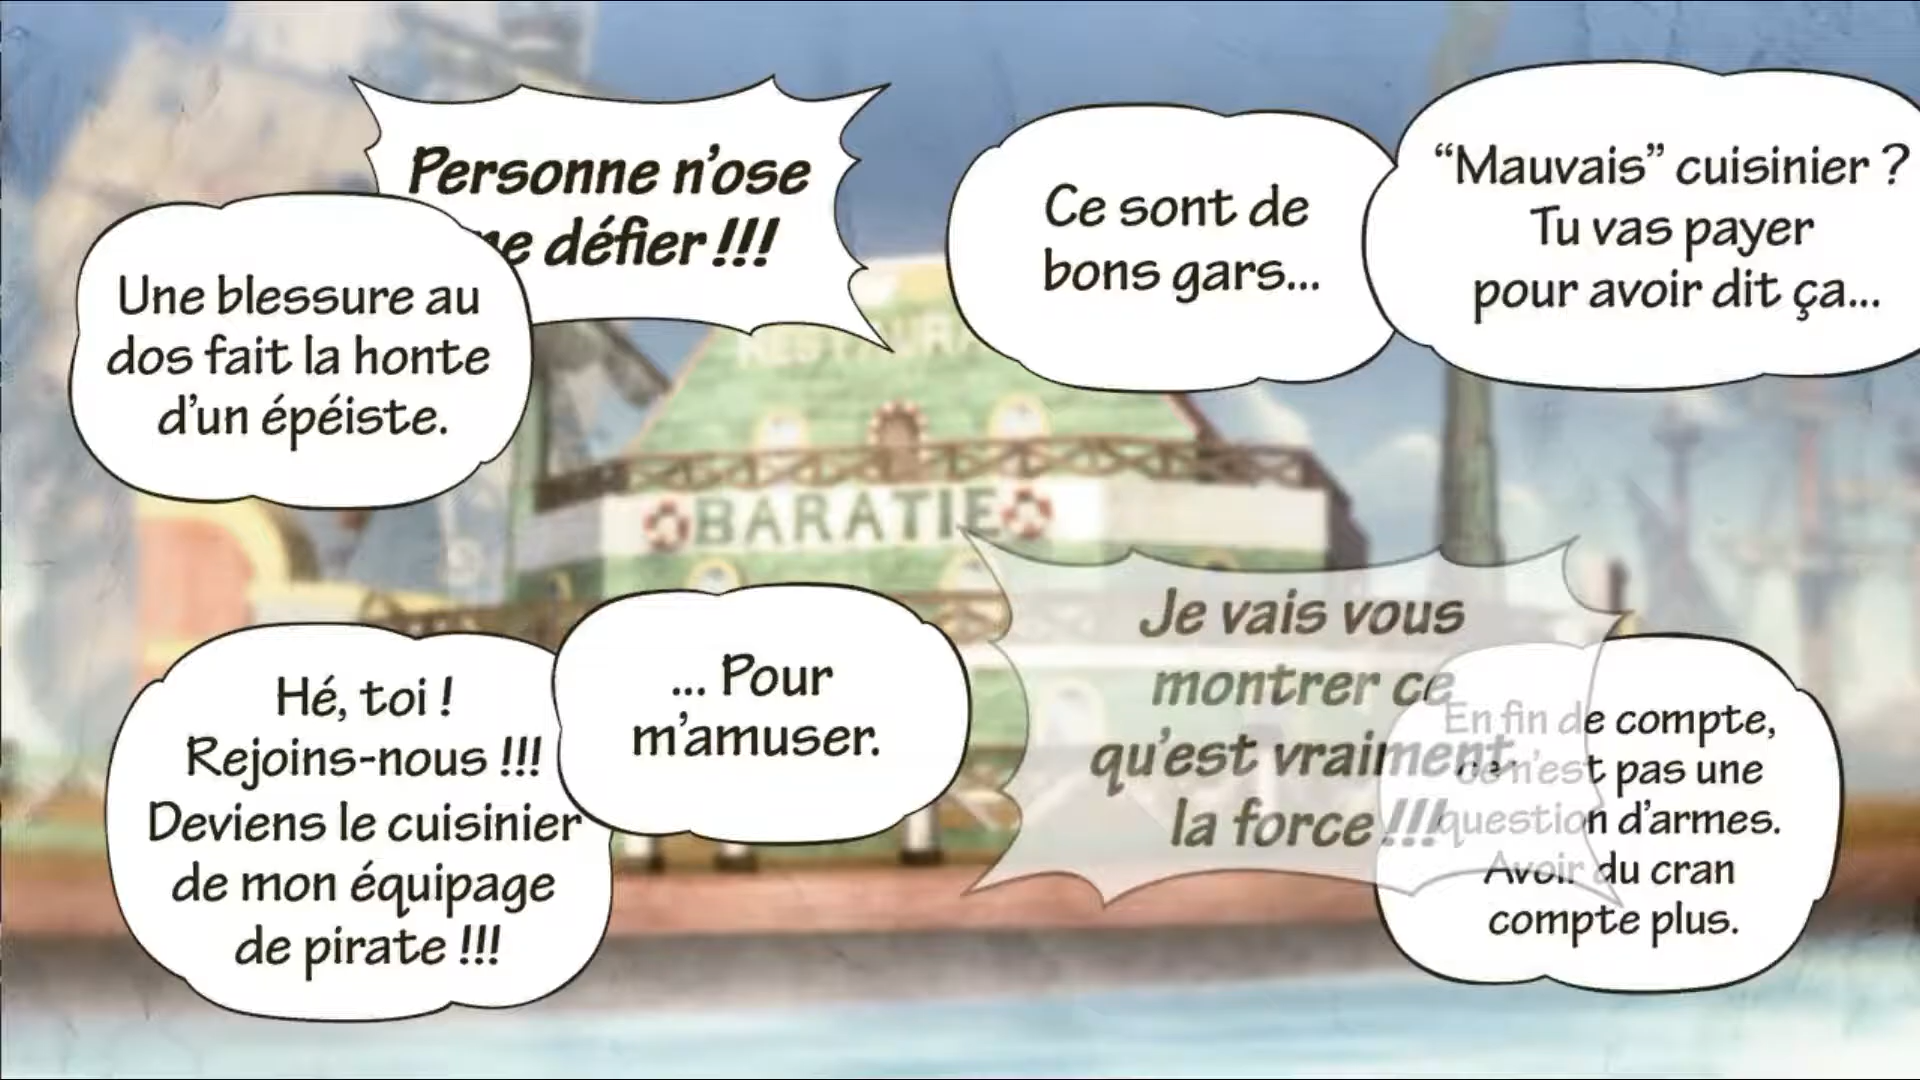 Personne n'ose
me défier !!!
Une blessure au
dos fait la honte
d'un épéiste.
Ce sont de
bons gars...
“Mauvais” cuisinier ?
Tu vas payer
pour avoir dit ça...
BARATIE
Hé, toi !
Rejoins-nous !!!
Deviens le cuisinier
de mon équipage
de pirate !!!
... Pour
m'amuser.
Je vais vous
montrer ce
qu'est vraiment
la force !!!
En fin de compte,
ce n'est pas une
question d'armes.
Avoir du cran
compte plus.